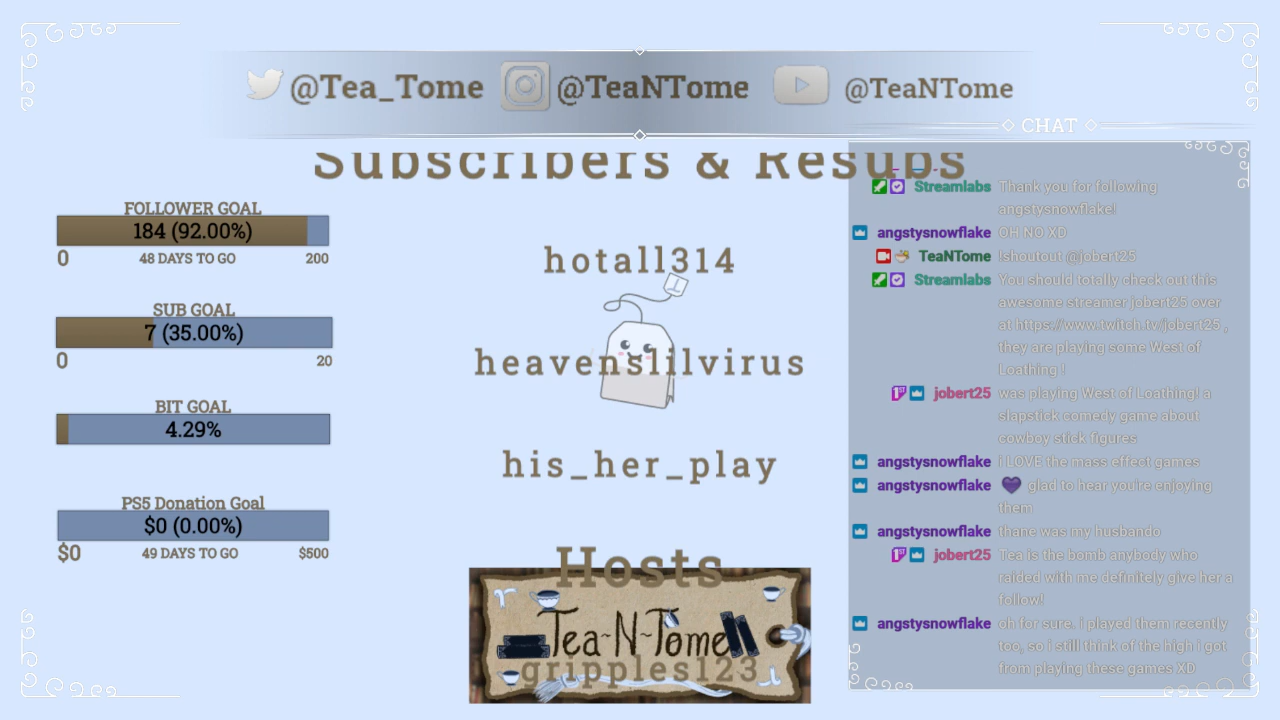 @Tea_Tome @TeaNTome @TeaNTome
CHAT
Subscribers & Resubs
hotall314
heavenslilvirus
his_her_play
Hosts
Tea~N~Tome
gripples123
FOLLOWER GOAL
184 (92.00%)
0 48 DAYS TO GO 200
SUB GOAL
7 (35.00%)
0 20
BIT GOAL
4.29%
PS5 Donation Goal
$0 (0.00%)
$0 49 DAYS TO GO $500
Streamlabs Thank you for following
angstysnowflake!
angstysnowflake OH NO XD
TeaNTome !shoutout @jobert25
Streamlabs You should totally check out this
awesome streamer jobert25 over
at https://www.twitch.tv/jobert25 ,
they are playing some West of
Loathing !
jobert25 was playing West of Loathing! a
slapstick comedy game about
cowboy stick figures
angstysnowflake i LOVE the mass effect games
angstysnowflake 💜 glad to hear you're enjoying
them
angstysnowflake thane was my husbando
jobert25 Tea is the bomb anybody who
raided with me definitely give her a
follow!
angstysnowflake oh for sure. i played them recently
too, so i still think of the high i got
from playing these games XD